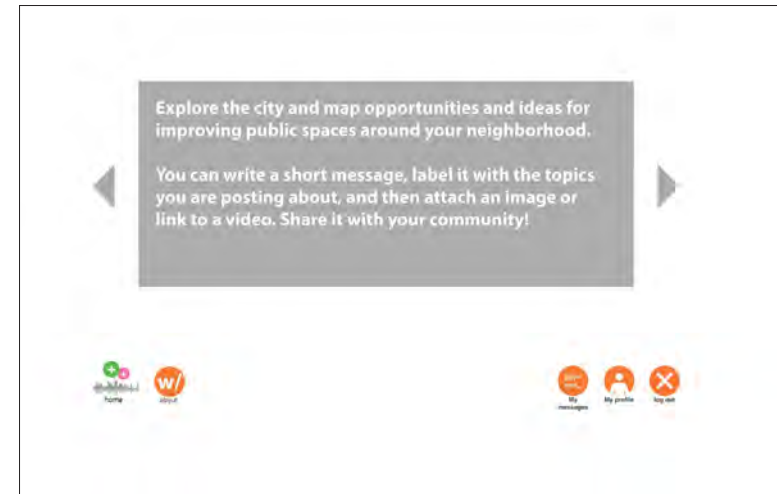 Explore the city and map opportunities and ideas for
improving public spaces around your neighborhood.
You can write a short message, label it with the topics
you are posting about, and then attach an image or
link to a video. Share it with your community!
home
w/
about
My
messages
My profile
log out